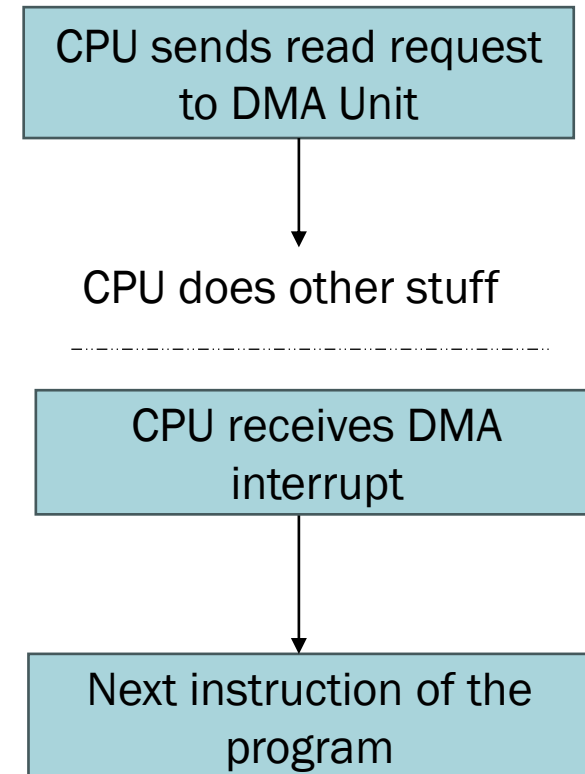 CPU sends read request
to DMA Unit
CPU does other stuff
CPU receives DMA
interrupt
Next instruction of the
program